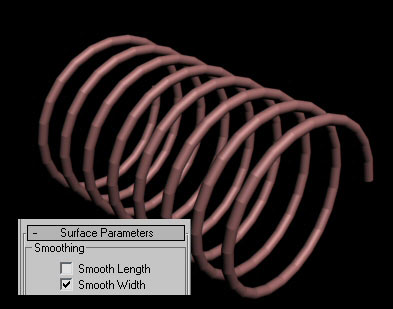 - Surface Parameters
Smoothing
Smooth Length
Smooth Width